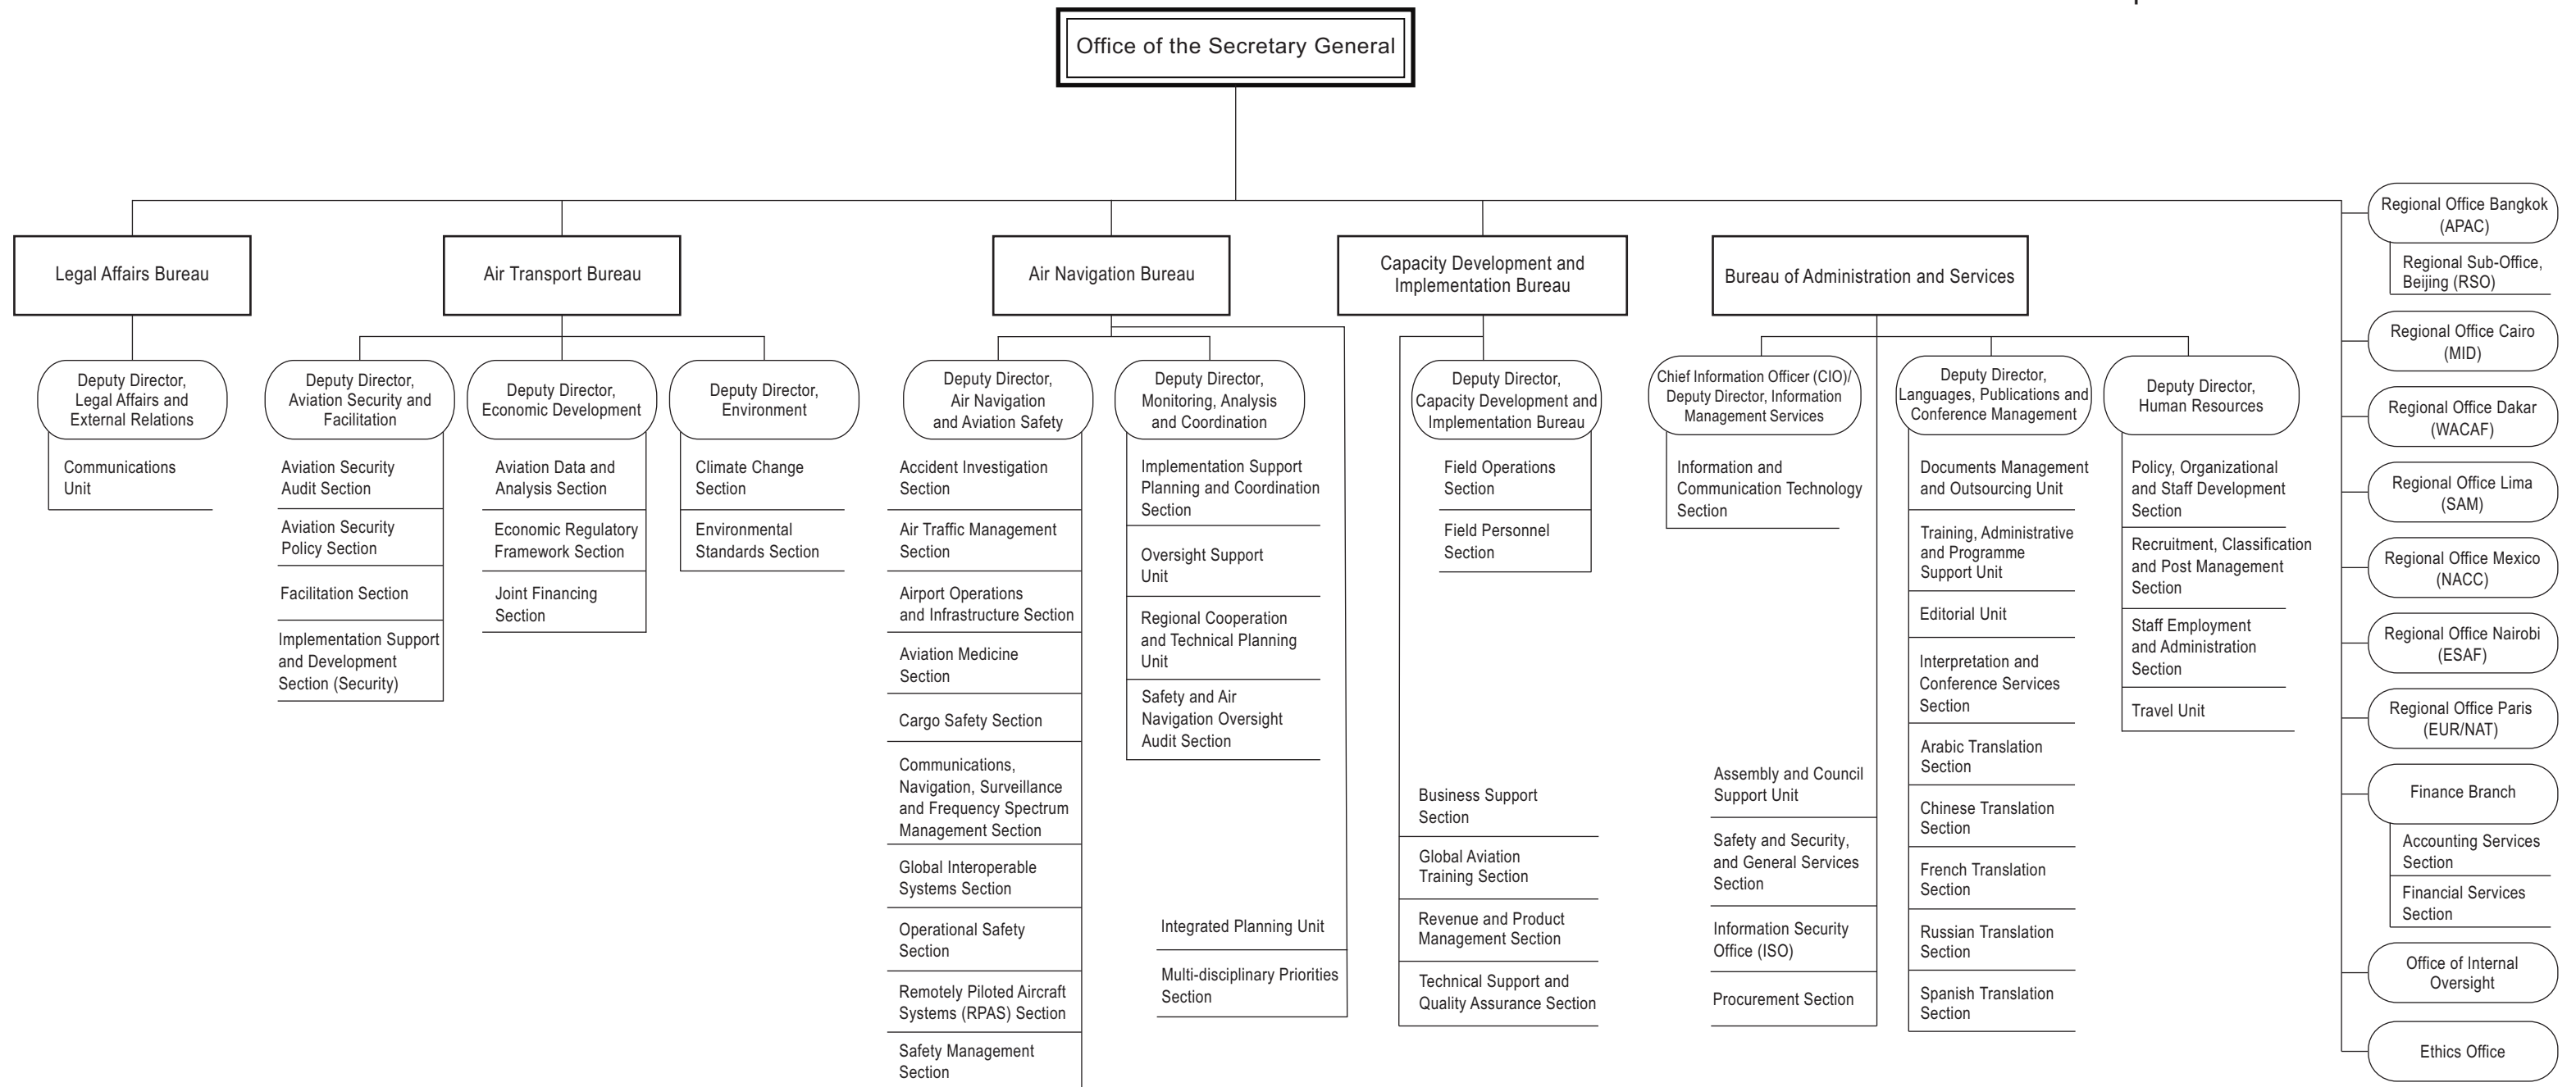 Office of the Secretary General
Legal Affairs Bureau
Deputy Director,
Legal Affairs and
External Relations
Communications
Unit
Air Transport Bureau
Deputy Director,
Aviation Security and
Facilitation
Aviation Security
Audit Section
Aviation Security
Policy Section
Facilitation Section
Implementation Support
and Development
Section (Security)
Deputy Director,
Economic Development
Aviation Data and
Analysis Section
Economic Regulatory
Framework Section
Joint Financing
Section
Deputy Director,
Environment
Climate Change
Section
Environmental
Standards Section
Air Navigation Bureau
Deputy Director,
Air Navigation
and Aviation Safety
Accident Investigation
Section
Air Traffic Management
Section
Airport Operations
and Infrastructure Section
Aviation Medicine
Section
Cargo Safety Section
Communications,
Navigation, Surveillance
and Frequency Spectrum
Management Section
Global Interoperable
Systems Section
Operational Safety
Section
Remotely Piloted Aircraft
Systems (RPAS) Section
Safety Management
Section
Deputy Director,
Monitoring, Analysis
and Coordination
Implementation Support
Planning and Coordination
Section
Oversight Support
Unit
Regional Cooperation
and Technical Planning
Unit
Safety and Air
Navigation Oversight
Audit Section
Integrated Planning Unit
Multi-disciplinary Priorities
Section
Capacity Development and
Implementation Bureau
Deputy Director,
Capacity Development and
Implementation Bureau
Field Operations
Section
Field Personnel
Section
Business Support
Section
Global Aviation
Training Section
Revenue and Product
Management Section
Technical Support and
Quality Assurance Section
Bureau of Administration and Services
Chief Information Officer (CIO)/
Deputy Director, Information
Management Services
Information and
Communication Technology
Section
Assembly and Council
Support Unit
Safety and Security,
and General Services
Section
Information Security
Office (ISO)
Procurement Section
Deputy Director,
Languages, Publications and
Conference Management
Documents Management
and Outsourcing Unit
Training, Administrative
and Programme
Support Unit
Editorial Unit
Interpretation and
Conference Services
Section
Arabic Translation
Section
Chinese Translation
Section
French Translation
Section
Russian Translation
Section
Spanish Translation
Section
Deputy Director,
Human Resources
Policy, Organizational
and Staff Development
Section
Recruitment, Classification
and Post Management
Section
Staff Employment
and Administration
Section
Travel Unit
Regional Office Bangkok
(APAC)
Regional Sub-Office,
Beijing (RSO)
Regional Office Cairo
(MID)
Regional Office Dakar
(WACAF)
Regional Office Lima
(SAM)
Regional Office Mexico
(NACC)
Regional Office Nairobi
(ESAF)
Regional Office Paris
(EUR/NAT)
Finance Branch
Accounting Services
Section
Financial Services
Section
Office of Internal
Oversight
Ethics Office